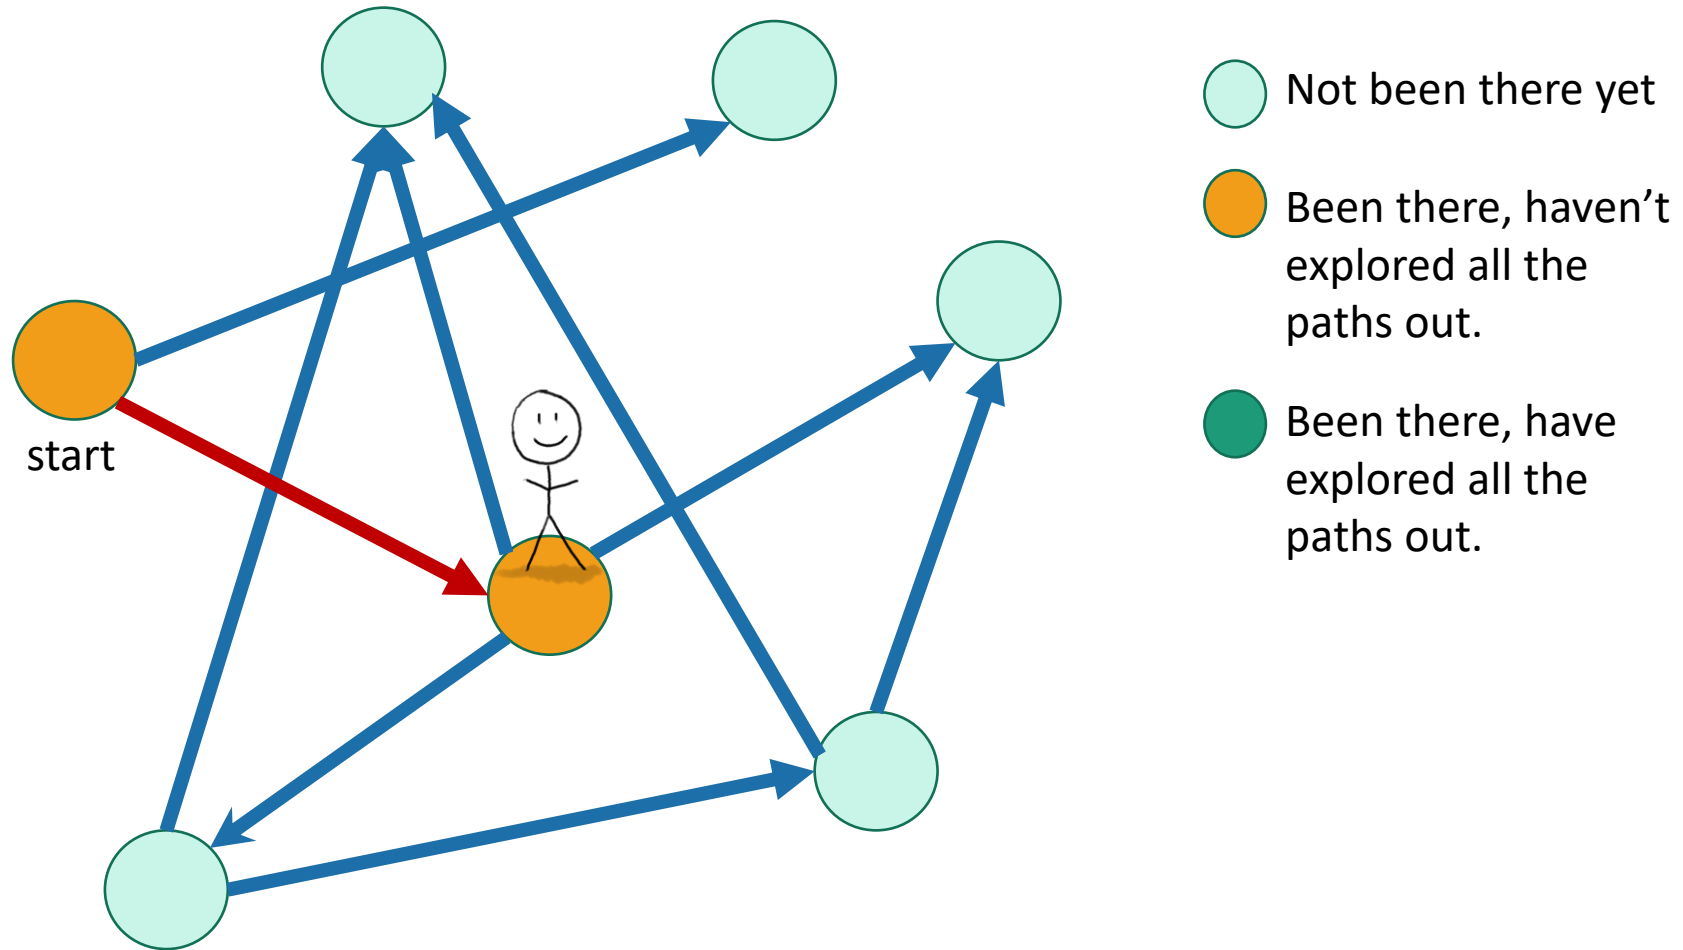 start
Not been there yet
Been there, haven’t
explored all the
paths out.
Been there, have
explored all the
paths out.